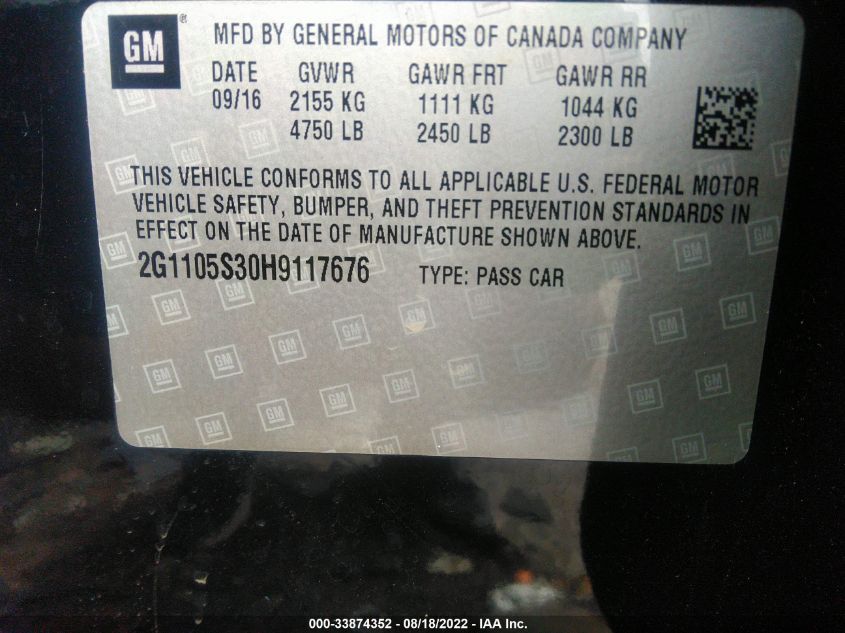 GM ®
MFD BY GENERAL MOTORS OF CANADA COMPANY
DATE GVWR GAWR FRT GAWR RR
09/16 2155 KG 1111 KG 1044 KG
4750 LB 2450 LB 2300 LB
THIS VEHICLE CONFORMS TO ALL APPLICABLE U.S. FEDERAL MOTOR
VEHICLE SAFETY, BUMPER, AND THEFT PREVENTION STANDARDS IN
EFFECT ON THE DATE OF MANUFACTURE SHOWN ABOVE.
2G1105S30H9117676 TYPE: PASS CAR
000-33874352 - 08/18/2022 - IAA Inc.